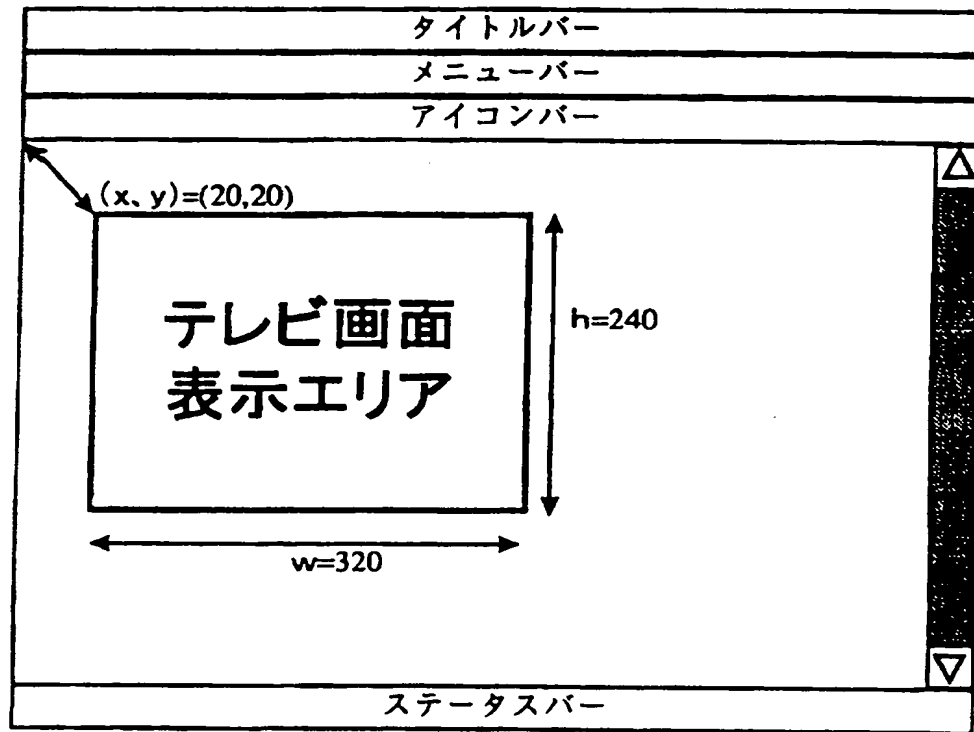 タイトルバー
メニューバー
アイコンバー
(x、y)=(20,20)
テレビ画面
表示エリア
h=240
w=320
ステータスバー